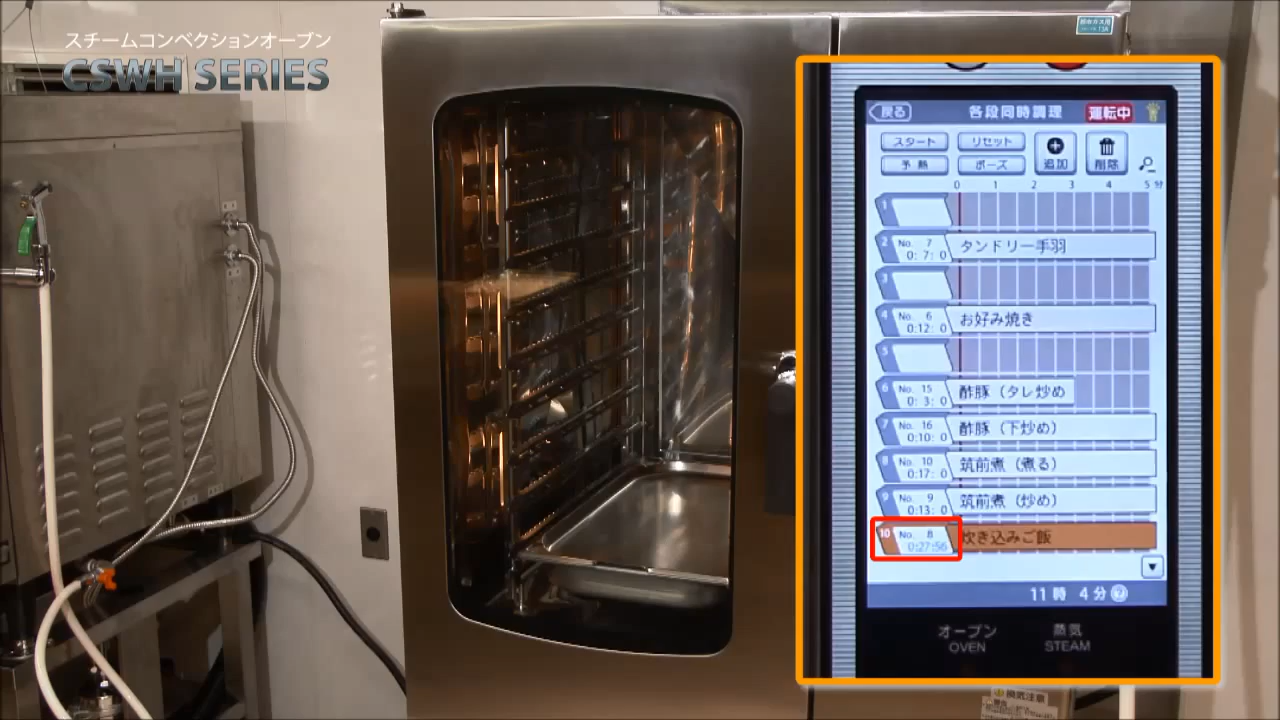 スチームコンベクションオーブン
CSWH SERIES
戻る 各段同時調理 運転中
スタート リセット 追加 削除
予熱 ポーズ
0 1 2 3 4 5 分
1
2 No. 7 0: 7: 0 タンドリー手羽
3
4 No. 6 0:12: 0 お好み焼き
5
6 No. 15 0: 3: 0 酢豚（タレ炒め
7 No. 16 0:10: 0 酢豚（下炒め）
8 No. 10 0:17: 0 筑前煮（煮る）
9 No. 9 0:13: 0 筑前煮（炒め）
10 No. 8 0:27:56 炊き込みご飯
11時 4分
オーブン 蒸気
OVEN STEAM
換気注意